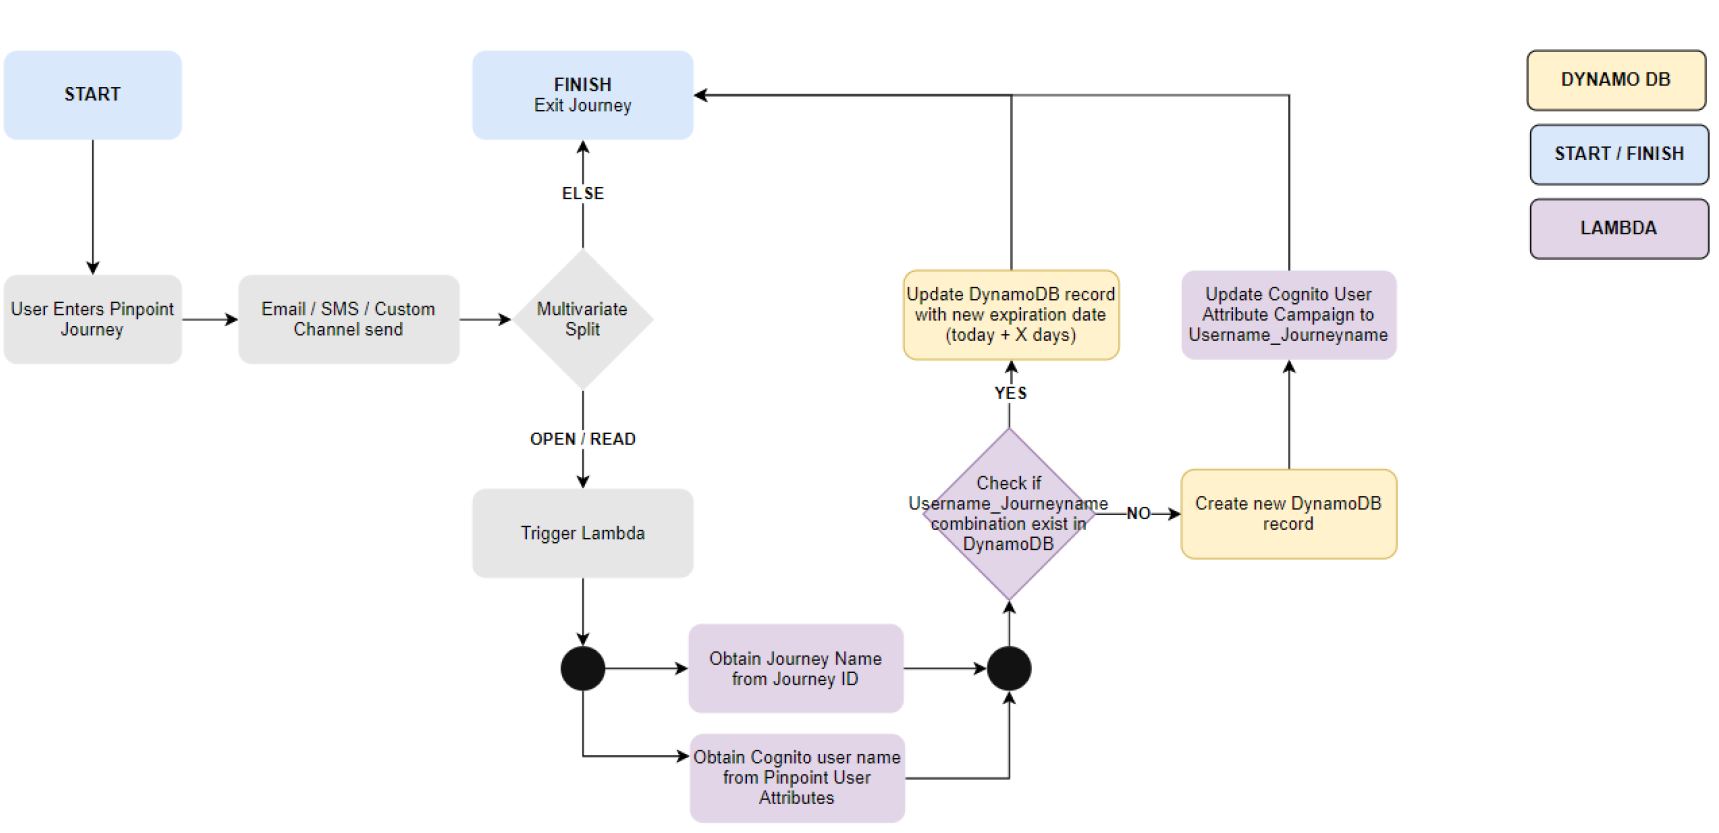 START
FINISH
Exit Journey
DYNAMO DB
START / FINISH
LAMBDA
ELSE
User Enters Pinpoint
Journey
Email / SMS / Custom
Channel send
Multivariate
Split
Update DynamoDB record
with new expiration date
(today + X days)
Update Cognito User
Attribute Campaign to
Username_Journeyname
YES
OPEN / READ
Trigger Lambda
Check if
Username_Journeyname
combination exist in
DynamoDB
NO
Create new DynamoDB
record
Obtain Journey Name
from Journey ID
Obtain Cognito user name
from Pinpoint User
Attributes